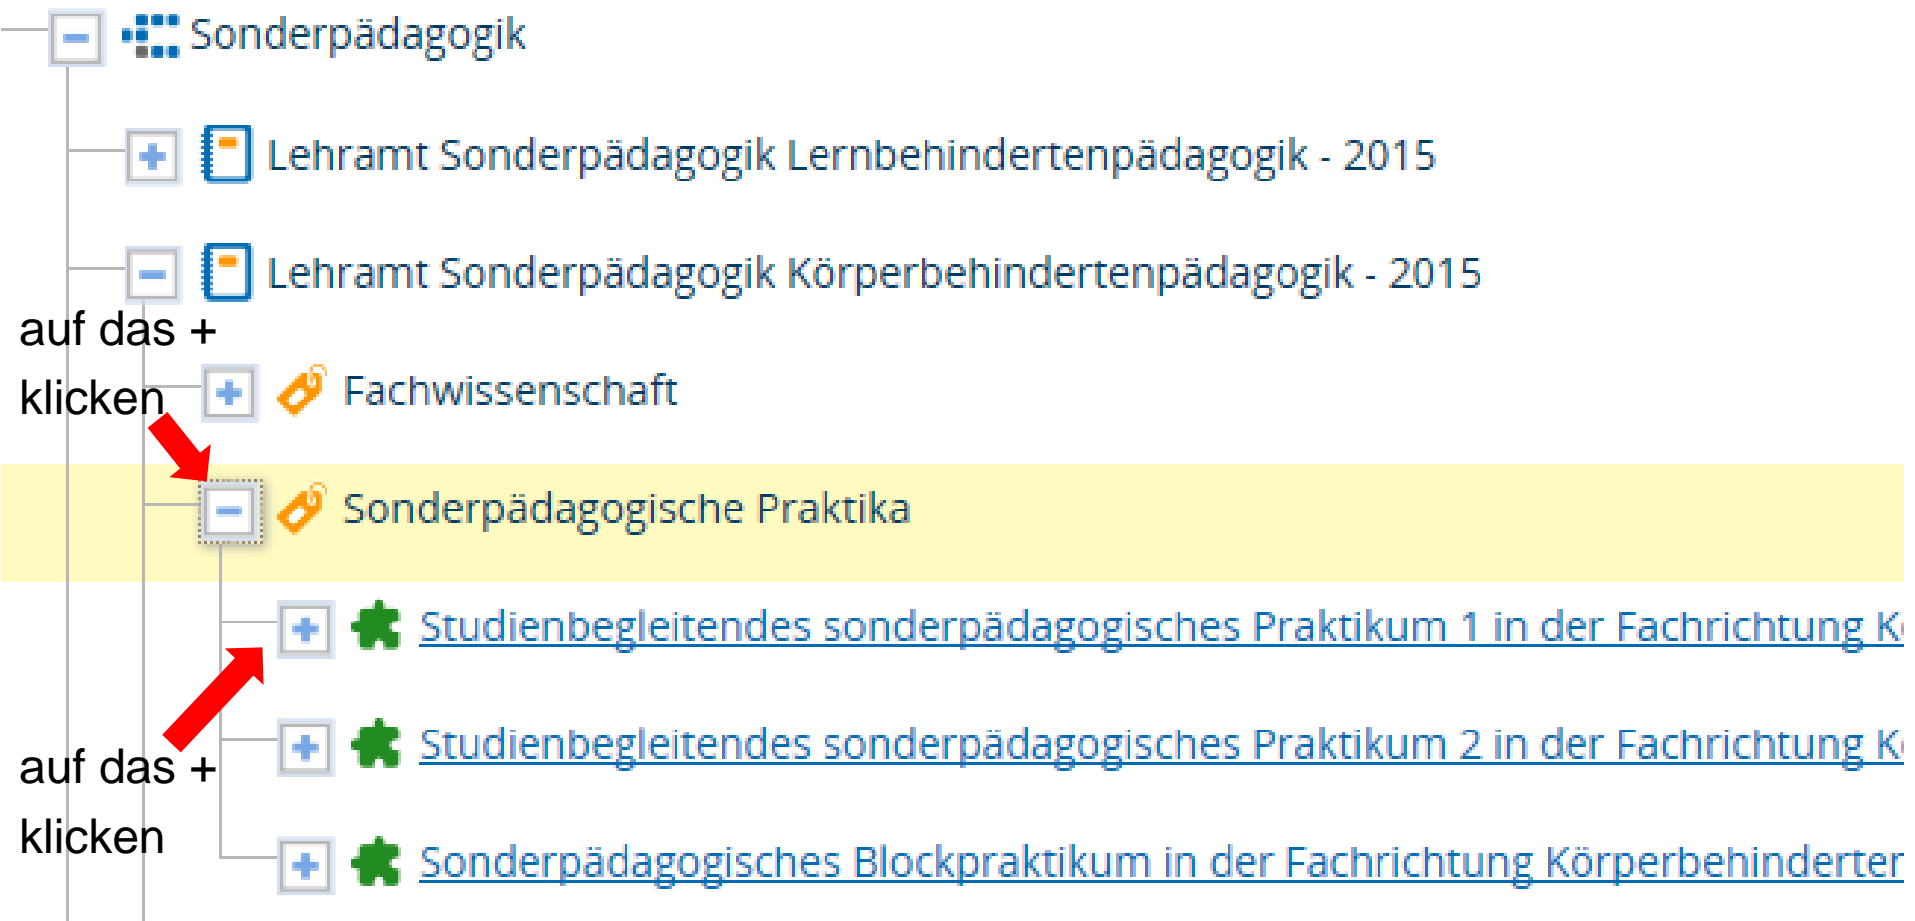 Sonderpädagogik
Lehramt Sonderpädagogik Lernbehindertenpädagogik - 2015
Lehramt Sonderpädagogik Körperbehindertenpädagogik - 2015
auf das +
klicken
Fachwissenschaft
Sonderpädagogische Praktika
Studienbegleitendes sonderpädagogisches Praktikum 1 in der Fachrichtung
Studienbegleitendes sonderpädagogisches Praktikum 2 in der Fachrichtung
auf das +
klicken
Sonderpädagogisches Blockpraktikum in der Fachrichtung Körperbehinderten